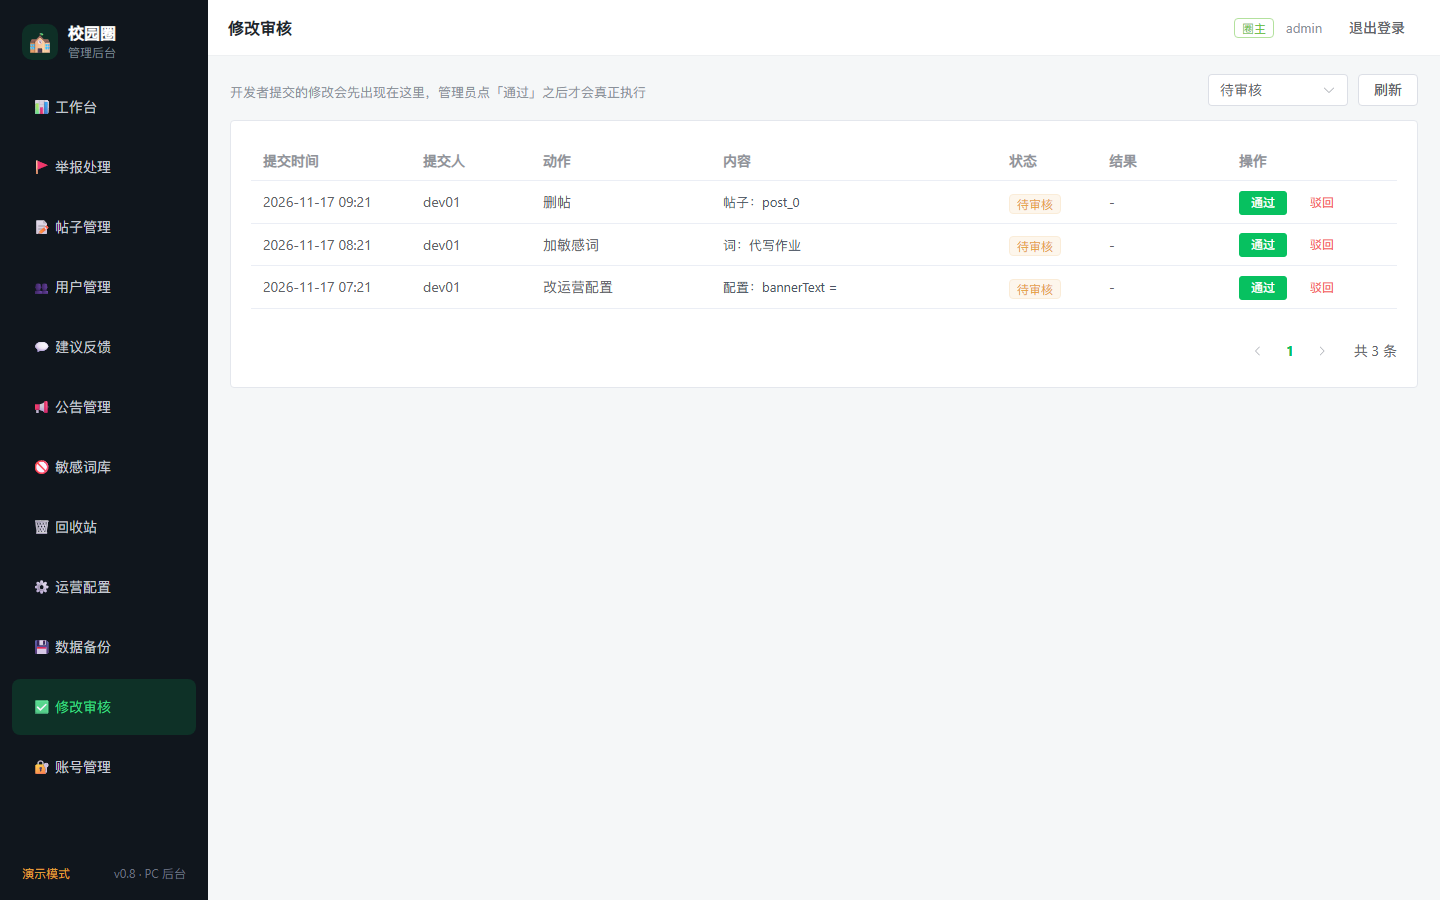 校园圈
管理后台
工作台
举报处理
帖子管理
用户管理
建议反馈
公告管理
敏感词库
回收站
运营配置
数据备份
修改审核
账号管理
演示模式 v0.8 · PC 后台
修改审核 圈主 admin 退出登录
开发者提交的修改会先出现在这里，管理员点「通过」之后才会真正执行 待审核 刷新
提交时间 提交人 动作 内容 状态 结果 操作
2026-11-17 09:21 dev01 删帖 帖子：post_0 待审核 - 通过 驳回
2026-11-17 08:21 dev01 加敏感词 词：代写作业 待审核 - 通过 驳回
2026-11-17 07:21 dev01 改运营配置 配置：bannerText = 待审核 - 通过 驳回
1 共 3 条